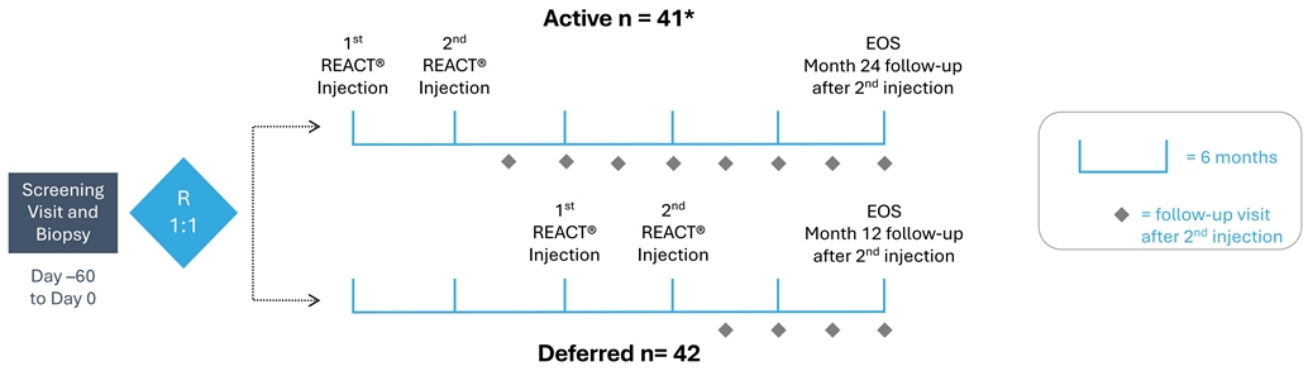 Active n = 41*
1st
REACT®
Injection
2nd
REACT®
Injection
EOS
Month 24 follow-up
after 2nd injection
Screening
Visit and
Biopsy
Day –60
to Day 0
R
1:1
1st
REACT®
Injection
2nd
REACT®
Injection
EOS
Month 12 follow-up
after 2nd injection
Deferred n= 42
= 6 months
= follow-up visit
after 2nd injection